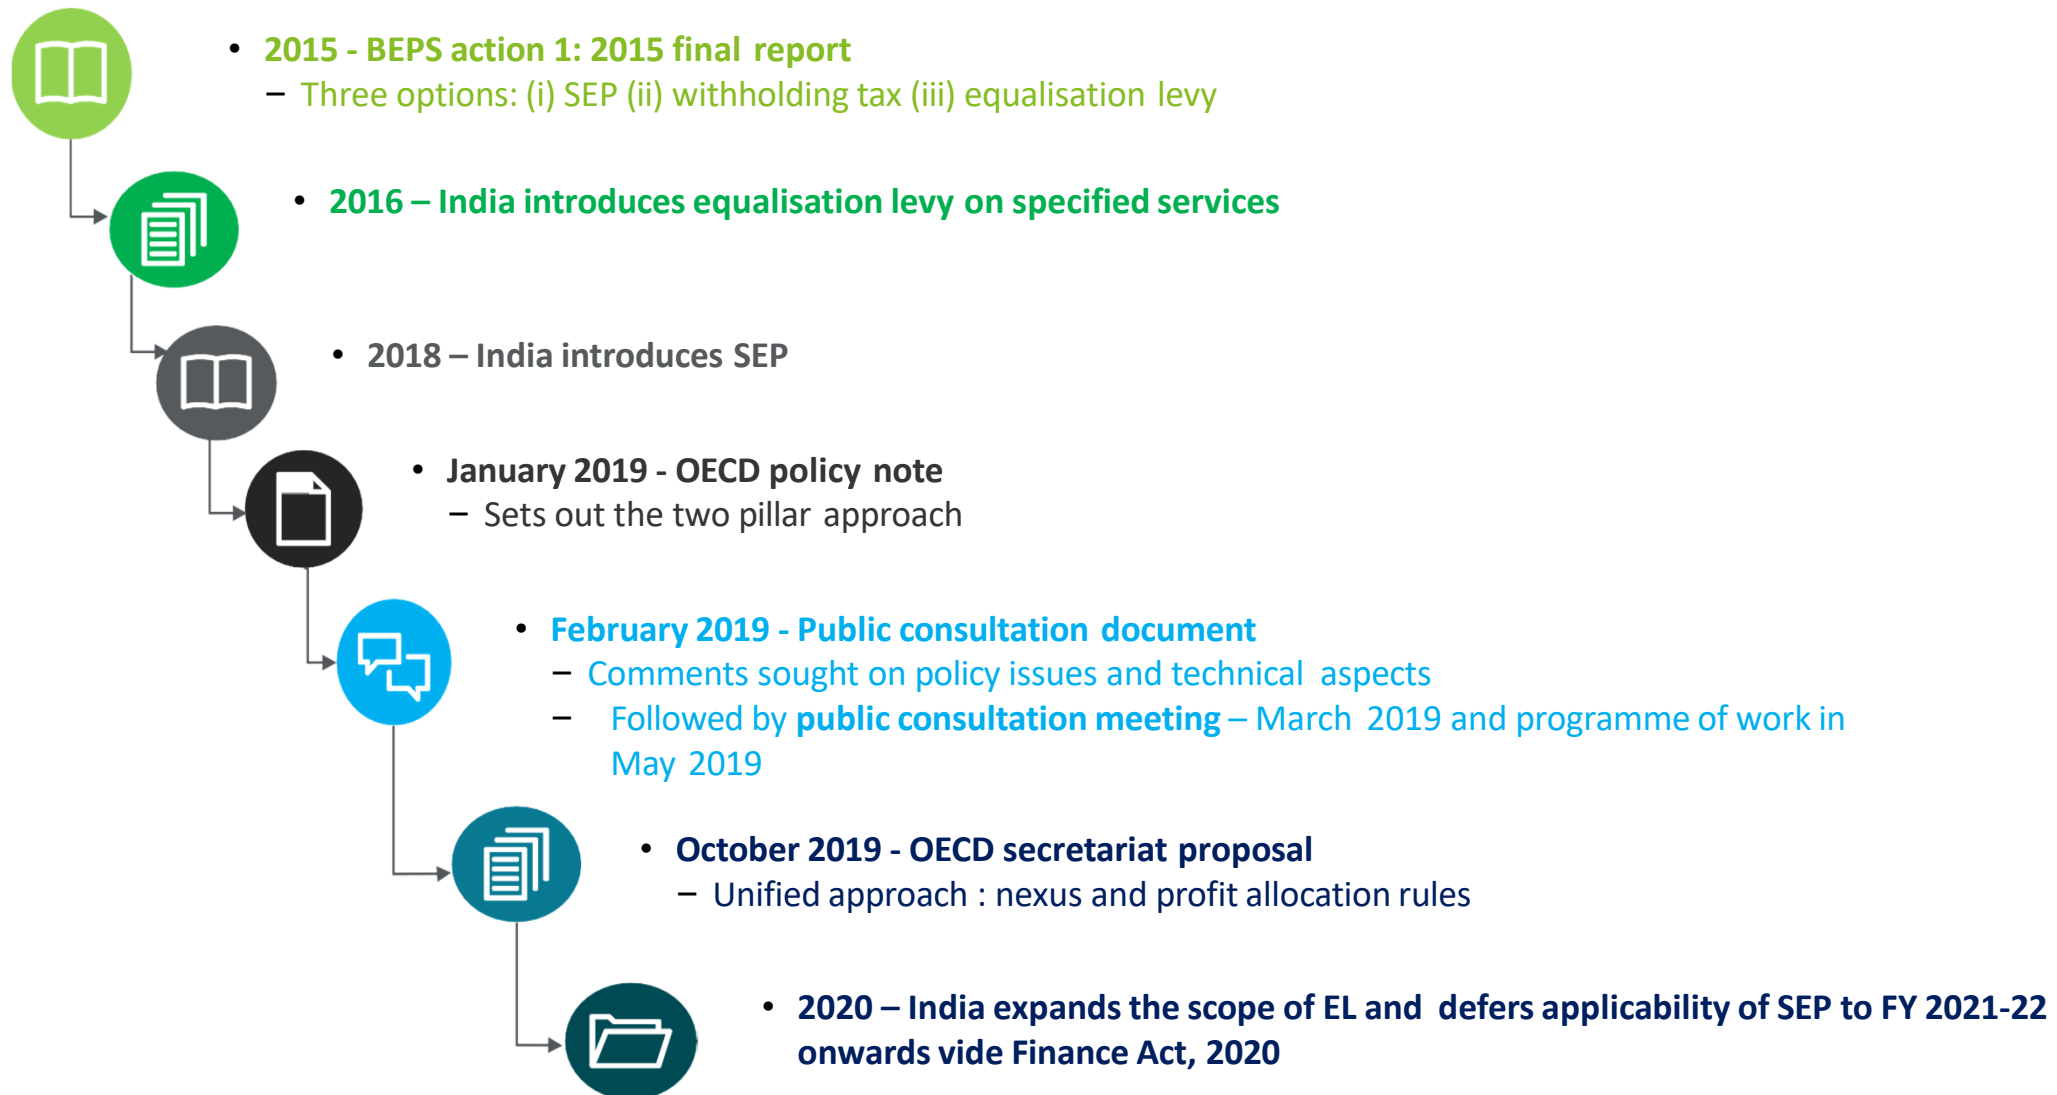 • 2015 - BEPS action 1: 2015 final report
– Three options: (i) SEP (ii) withholding tax (iii) equalisation levy
• 2016 – India introduces equalisation levy on specified services
• 2018 – India introduces SEP
• January 2019 - OECD policy note
– Sets out the two pillar approach
• February 2019 - Public consultation document
– Comments sought on policy issues and technical aspects
– Followed by public consultation meeting – March 2019 and programme of work in
May 2019
• October 2019 - OECD secretariat proposal
– Unified approach : nexus and profit allocation rules
• 2020 – India expands the scope of EL and defers applicability of SEP to FY 2021-22
onwards vide Finance Act, 2020